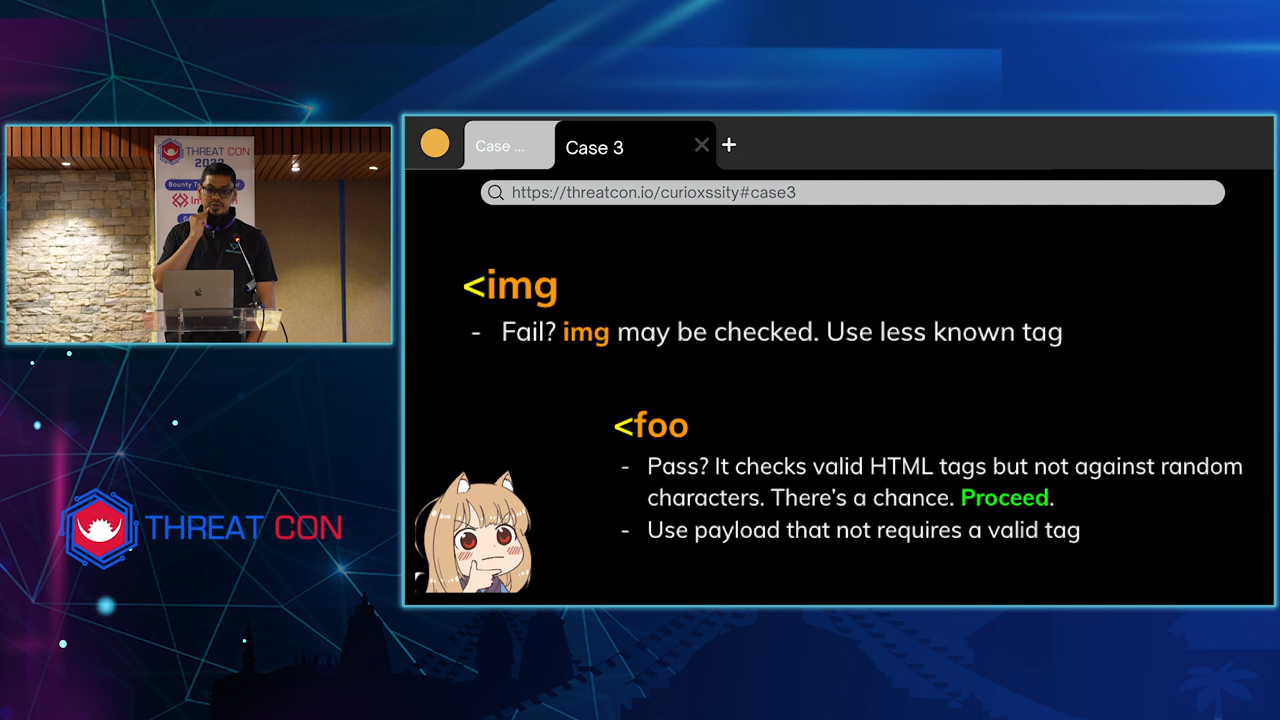 THREAT CON
Bounty T
Case ...
Case 3
https://threatcon.io/curioxssity#case3
<img
- Fail? img may be checked. Use less known tag
<foo
- Pass? It checks valid HTML tags but not against random
characters. There's a chance. Proceed.
- Use payload that not requires a valid tag
THREAT CON